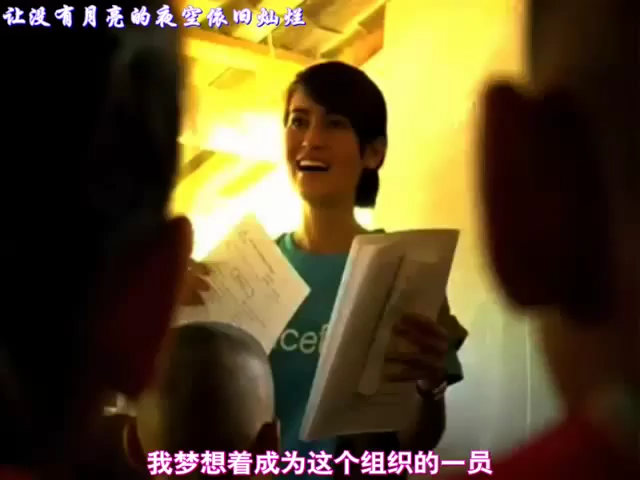 让没有月亮的夜空依旧灿烂
cef
我梦想着成为这个组织的一员